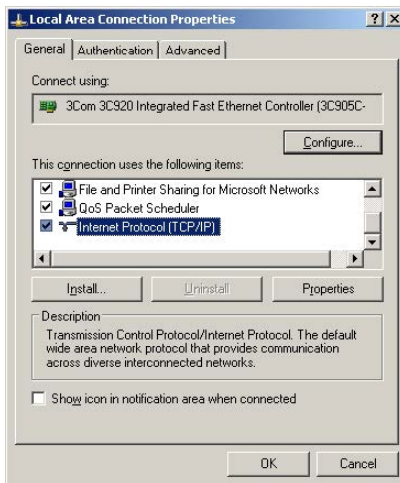 Local Area Connection Properties
General
Authentication
Advanced
Connect using:
3Com 3C920 Integrated Fast Ethernet Controller (3C905C-
Configure...
This connection uses the following items:
File and Printer Sharing for Microsoft Networks
QoS Packet Scheduler
Internet Protocol (TCP/IP)
Install...
Uninstall
Properties
Description
Transmission Control Protocol/Internet Protocol. The default
wide area network protocol that provides communication
across diverse interconnected networks.
Show icon in notification area when connected
OK
Cancel